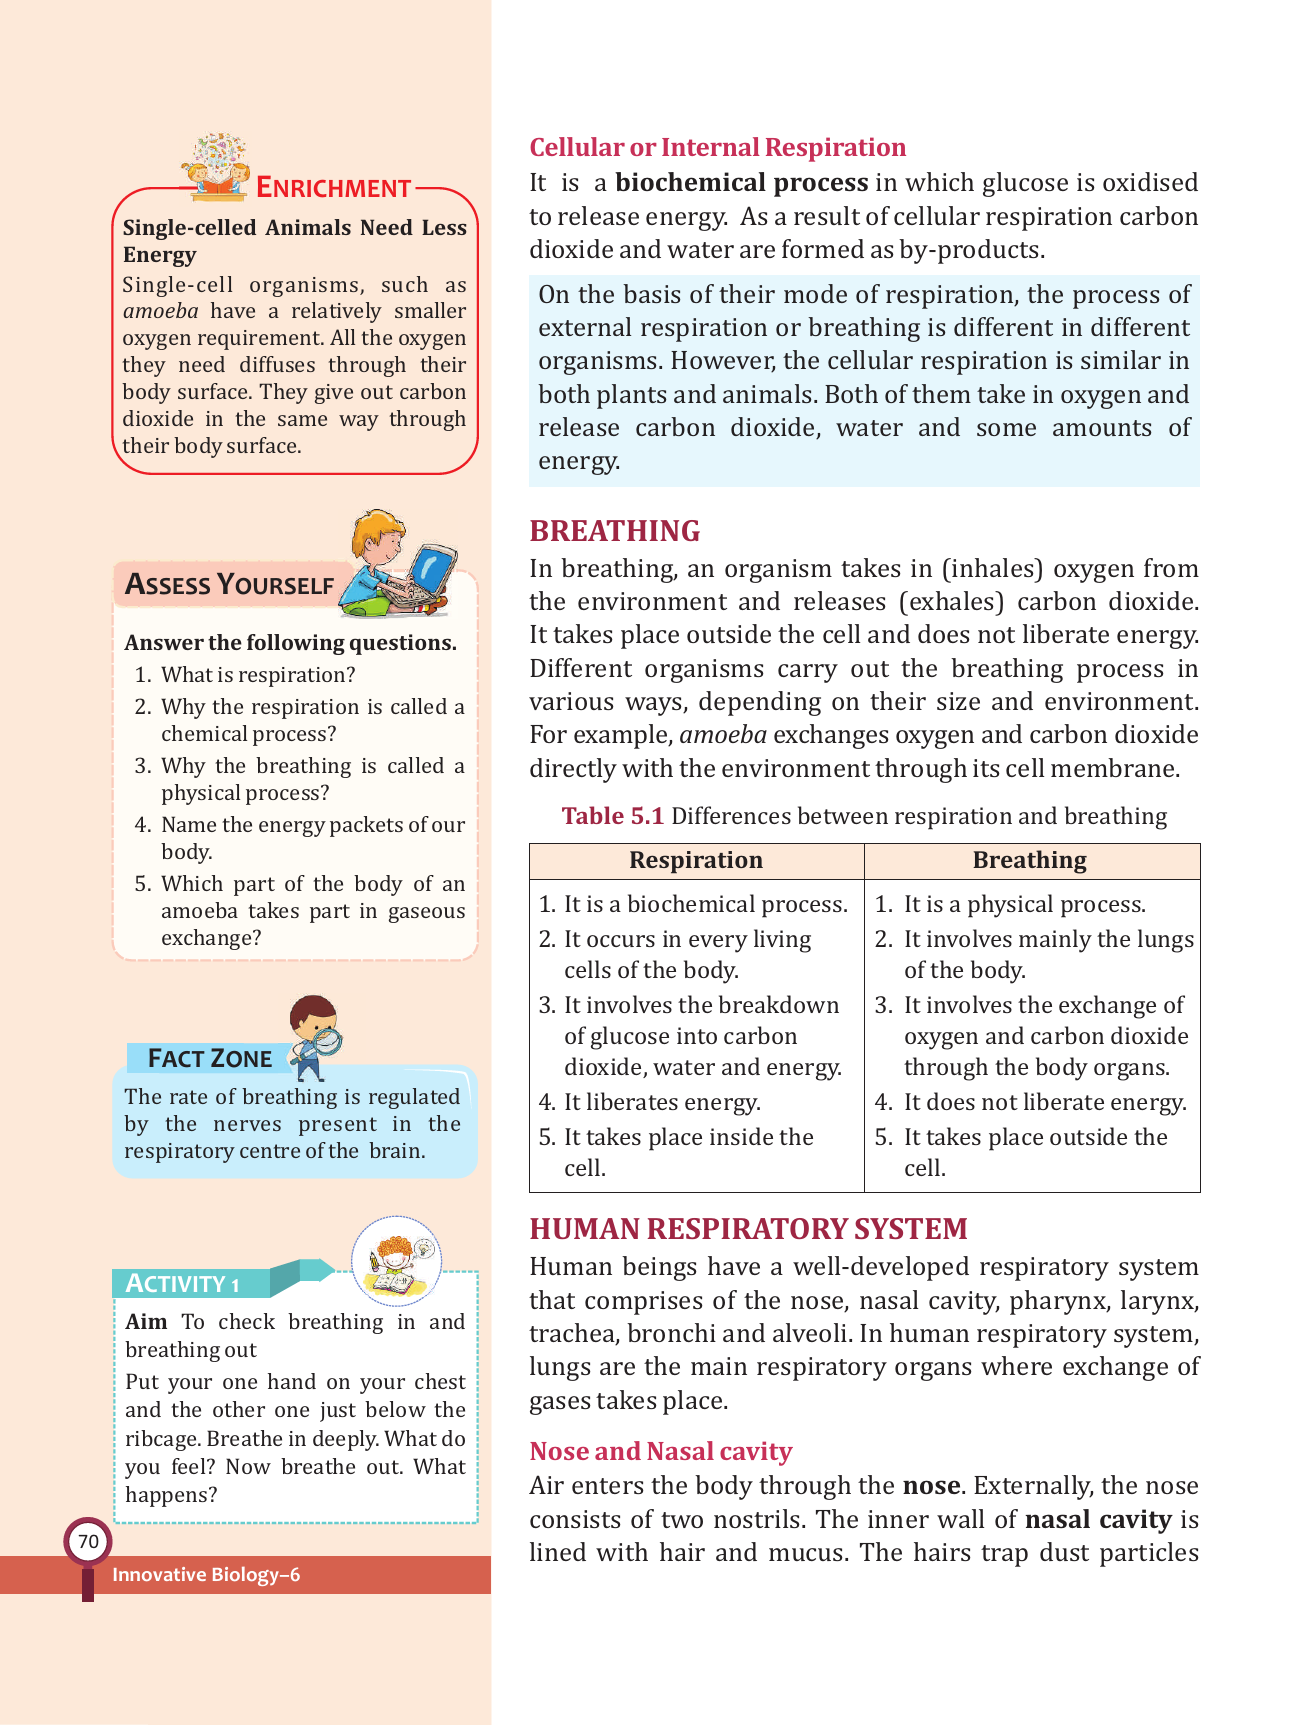 ENRICHMENT
Single-celled Animals Need Less
Energy
Single-cell organisms, such as
amoeba have a relatively smaller
oxygen requirement. All the oxygen
they need diffuses through their
body surface. They give out carbon
dioxide in the same way through
their body surface.
ASSESS YOURSELF
Answer the following questions.
1. What is respiration?
2. Why the respiration is called a
chemical process?
3. Why the breathing is called a
physical process?
4. Name the energy packets of our
body.
5. Which part of the body of an
amoeba takes part in gaseous
exchange?
FACT ZONE
The rate of breathing is regulated
by the nerves present in the
respiratory centre of the brain.
ACTIVITY 1
Aim To check breathing in and
breathing out
Put your one hand on your chest
and the other one just below the
ribcage. Breathe in deeply. What do
you feel? Now breathe out. What
happens?
70
Innovative Biology–6
Cellular or Internal Respiration
It is a biochemical process in which glucose is oxidised
to release energy. As a result of cellular respiration carbon
dioxide and water are formed as by-products.
On the basis of their mode of respiration, the process of
external respiration or breathing is different in different
organisms. However, the cellular respiration is similar in
both plants and animals. Both of them take in oxygen and
release carbon dioxide, water and some amounts of
energy.
BREATHING
In breathing, an organism takes in (inhales) oxygen from
the environment and releases (exhales) carbon dioxide.
It takes place outside the cell and does not liberate energy.
Different organisms carry out the breathing process in
various ways, depending on their size and environment.
For example, amoeba exchanges oxygen and carbon dioxide
directly with the environment through its cell membrane.
Table 5.1 Differences between respiration and breathing
Respiration
1. It is a biochemical process.
2. It occurs in every living
cells of the body.
3. It involves the breakdown
of glucose into carbon
dioxide, water and energy.
4. It liberates energy.
5. It takes place inside the
cell.
Breathing
1. It is a physical process.
2. It involves mainly the lungs
of the body.
3. It involves the exchange of
oxygen and carbon dioxide
through the body organs.
4. It does not liberate energy.
5. It takes place outside the
cell.
HUMAN RESPIRATORY SYSTEM
Human beings have a well-developed respiratory system
that comprises of the nose, nasal cavity, pharynx, larynx,
trachea, bronchi and alveoli. In human respiratory system,
lungs are the main respiratory organs where exchange of
gases takes place.
Nose and Nasal cavity
Air enters the body through the nose. Externally, the nose
consists of two nostrils. The inner wall of nasal cavity is
lined with hair and mucus. The hairs trap dust particles